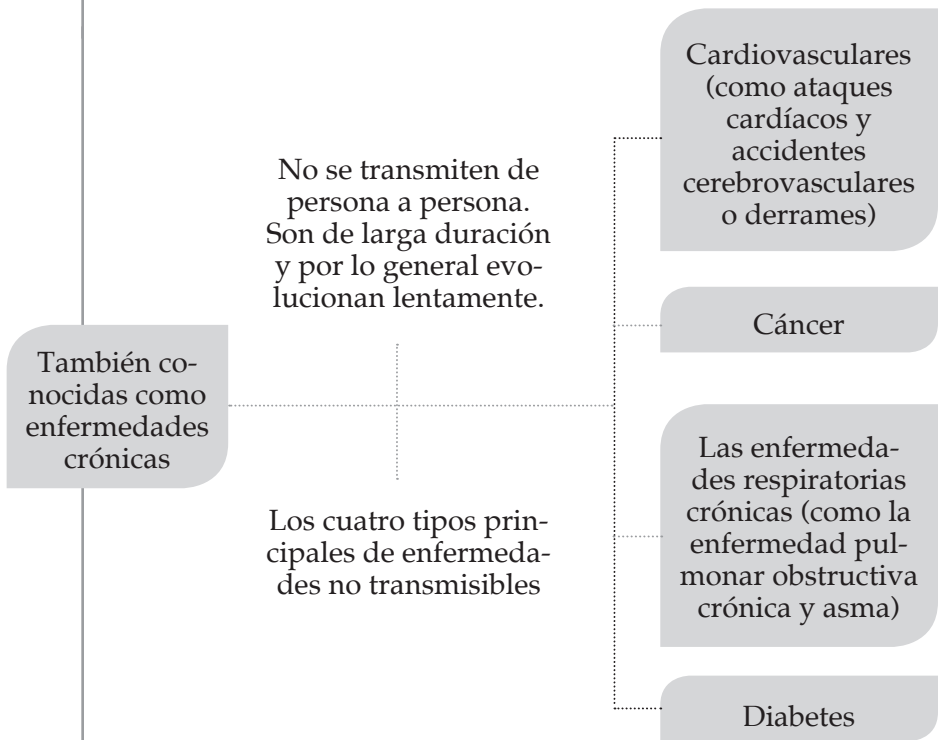 También co-
nocidas como
enfermedades
crónicas
No se transmiten de
persona a persona.
Son de larga duración
y por lo general evo-
lucionan lentamente.
Los cuatro tipos prin-
cipales de enfermeda-
des no transmisibles
Cardiovasculares
(como ataques
cardíacos y
accidentes
cerebrovasculares
o derrames)
Cáncer
Las enfermeda-
des respiratorias
crónicas (como la
enfermedad pul-
monar obstructiva
crónica y asma)
Diabetes